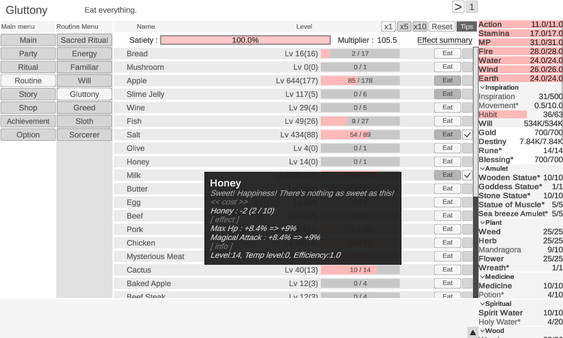 Gluttony
Eat everything.
> 1
Main menu
Routine Menu
Main
Sacred Ritual
Party
Energy
Ritual
Familiar
Routine
Will
Story
Gluttony
Shop
Greed
Achievement
Sloth
Option
Sorcerer
Name Level x1 x5 x10 Reset Tips
Satiety : 100.0% Multiplier : 105.5 Effect summary
Bread Lv 16(16) 2 / 17 Eat
Mushroom Lv 0(0) 0 / 1 Eat
Apple Lv 644(177) 85 / 178 Eat
Slime Jelly Lv 117(5) 0 / 6 Eat
Wine Lv 29(4) 0 / 5 Eat
Fish Lv 49(26) 9 / 27 Eat
Salt Lv 434(88) 54 / 89 Eat
Olive Lv 4(0) 0 / 1 Eat
Honey Lv 14(0) 0 / 1 Eat
Milk Eat
Butter Eat
Egg Eat
Beef Eat
Pork Eat
Chicken Eat
Mysterious Meat Eat
Cactus Lv 40(13) 10 / 14 Eat
Baked Apple Lv 12(3) 0 / 4 Eat
Beef Steak Lv 12(3) 0 / 4 Eat
Honey
Sweet! Happiness! There's nothing as sweet as this!
<< cost >>
Honey : -2 (2 / 10)
[ effect ]
Max Hp : +8.4% => +9%
Magical Attack : +8.4% => +9%
[ info ]
Level:14, Temp level:0, Efficiency:1.0
Action 11.0/11.0
Stamina 17.0/17.0
MP 31.0/31.0
Fire 28.0/28.0
Water 24.0/24.0
Wind 26.0/26.0
Earth 24.0/24.0
Inspiration
Inspiration 31/500
Movement* 0.5/10.0
Habit 36/63
Will 534K/534K
Gold 700/700
Destiny 7.84K/7.84K
Rune* 14/14
Blessing* 700/700
Amulet
Wooden Statue* 10/10
Goddess Statue* 1/1
Stone Statue* 10/10
Statue of Muscle* 5/5
Sea breeze Amulet* 5/5
Plant
Weed 25/25
Herb 25/25
Mandragora 9/10
Flower 25/25
Wreath* 1/1
Medicine
Medicine 10/10
Potion* 4/10
Spiritual
Spirit Water 10/10
Holy Water* 4/20
Wood